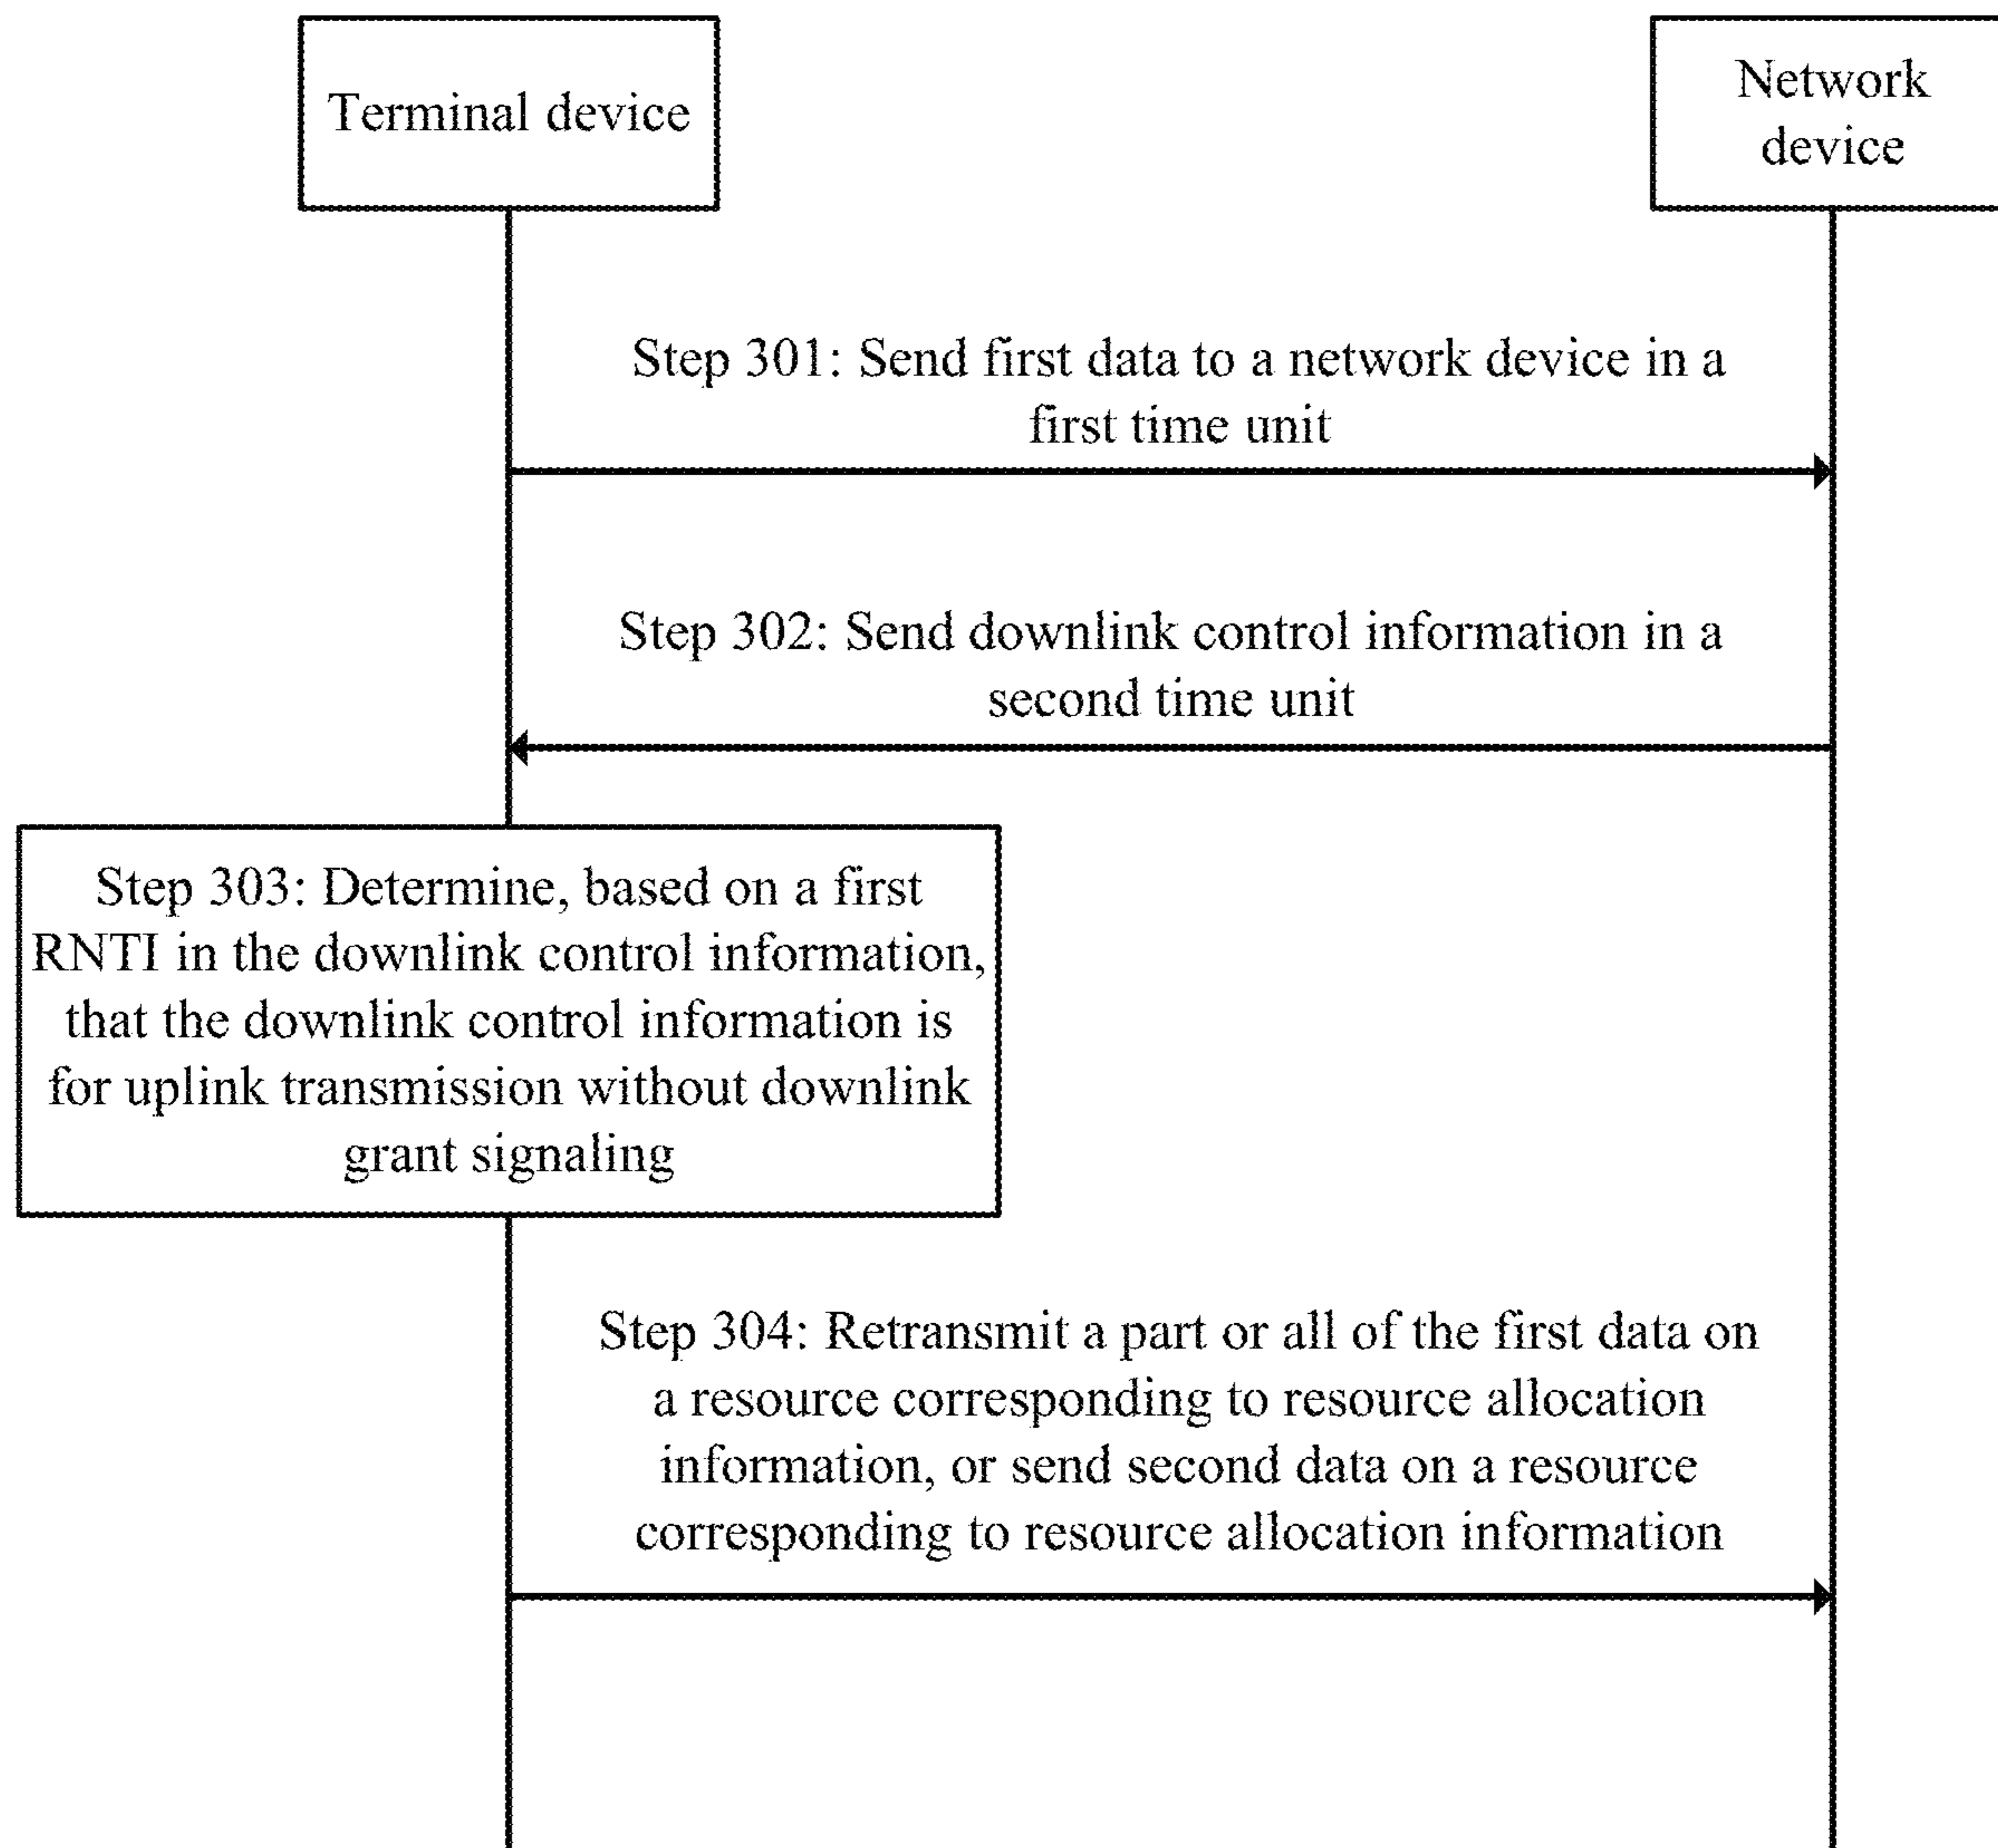 Terminal device
Network
device
Step 301: Send first data to a network device in a
first time unit
Step 302: Send downlink control information in a
second time unit
Step 303: Determine, based on a first
RNTI in the downlink control information,
that the downlink control information is
for uplink transmission without downlink
grant signaling
Step 304: Retransmit a part or all of the first data on
a resource corresponding to resource allocation
information, or send second data on a resource
corresponding to resource allocation information